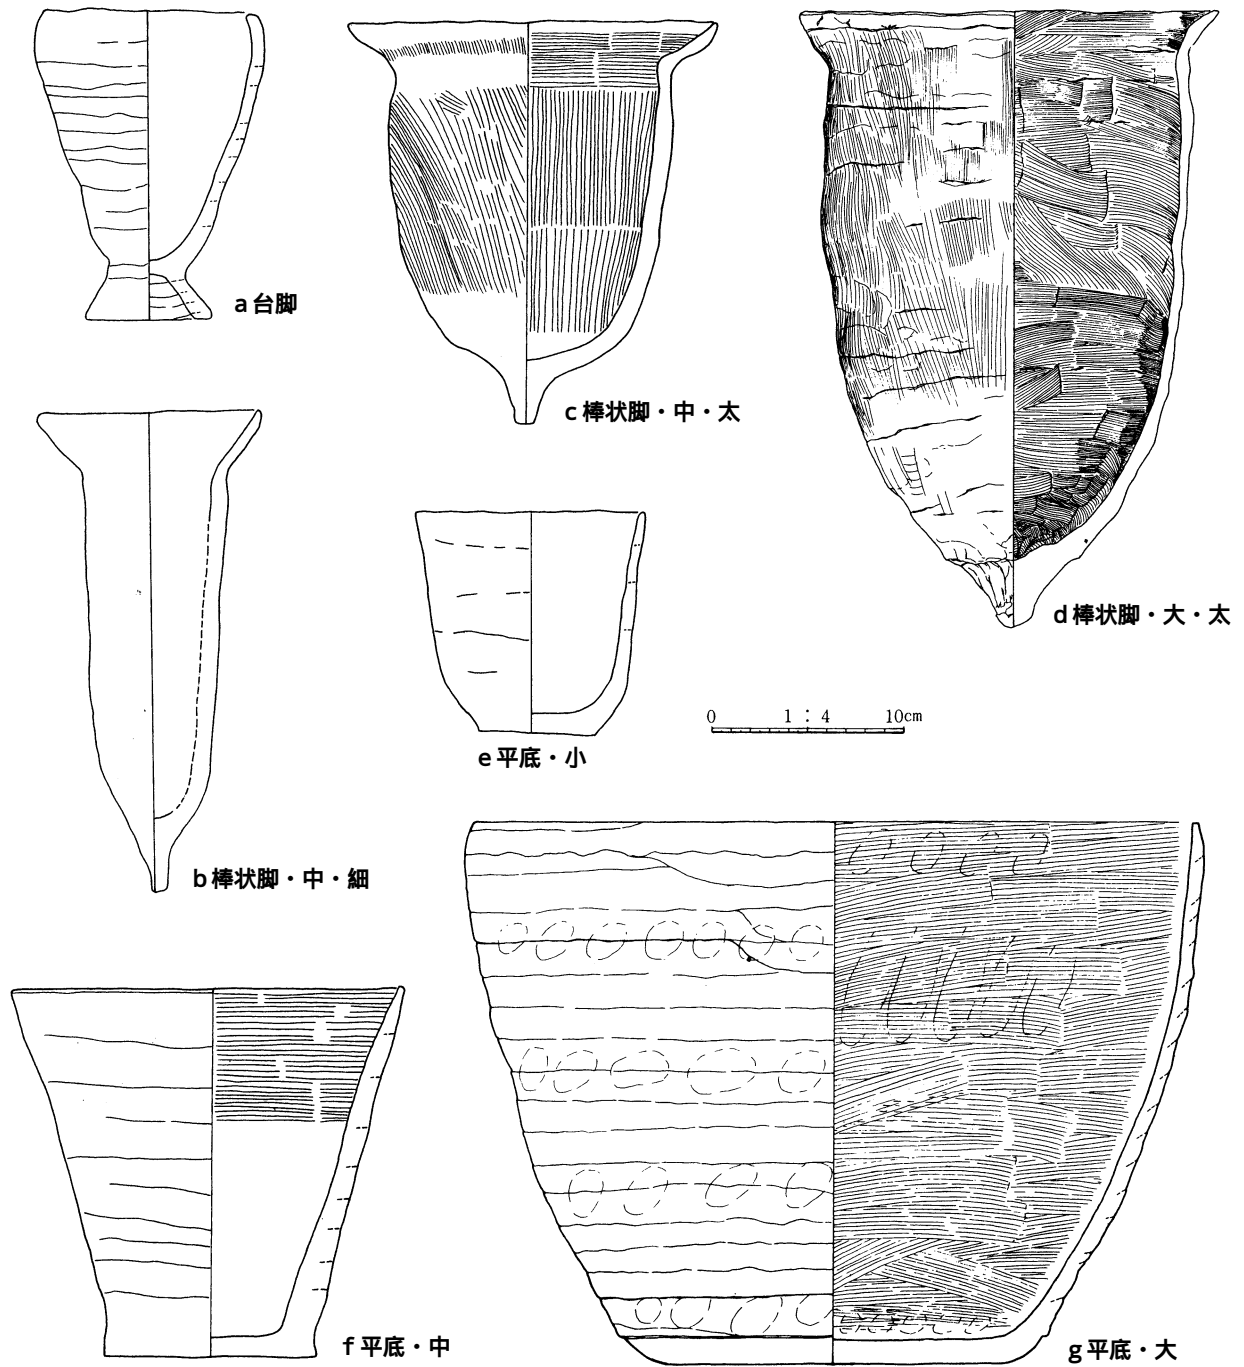 a 台脚
c 棒状脚・中・太
d 棒状脚・大・太
0 1:4 10cm
e 平底・小
b 棒状脚・中・細
f 平底・中
g 平底・大